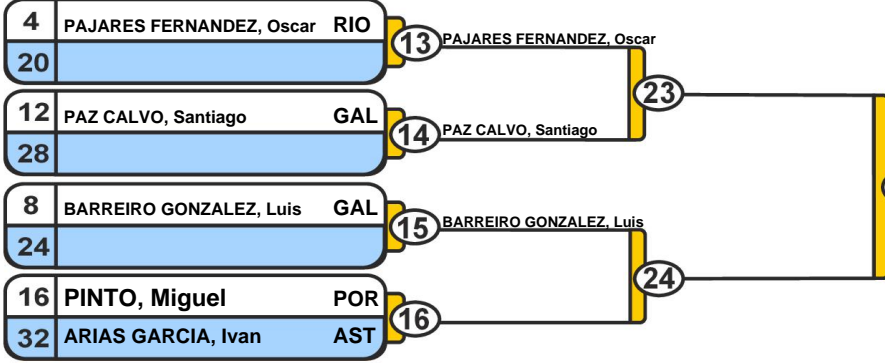 4 PAJARES FERNANDEZ, Oscar RIO
20
13 PAJARES FERNANDEZ, Oscar
23
12 PAZ CALVO, Santiago GAL
28
14 PAZ CALVO, Santiago
8 BARREIRO GONZALEZ, Luis GAL
24
15 BARREIRO GONZALEZ, Luis
24
16 PINTO, Miguel POR
32 ARIAS GARCIA, Ivan AST
16